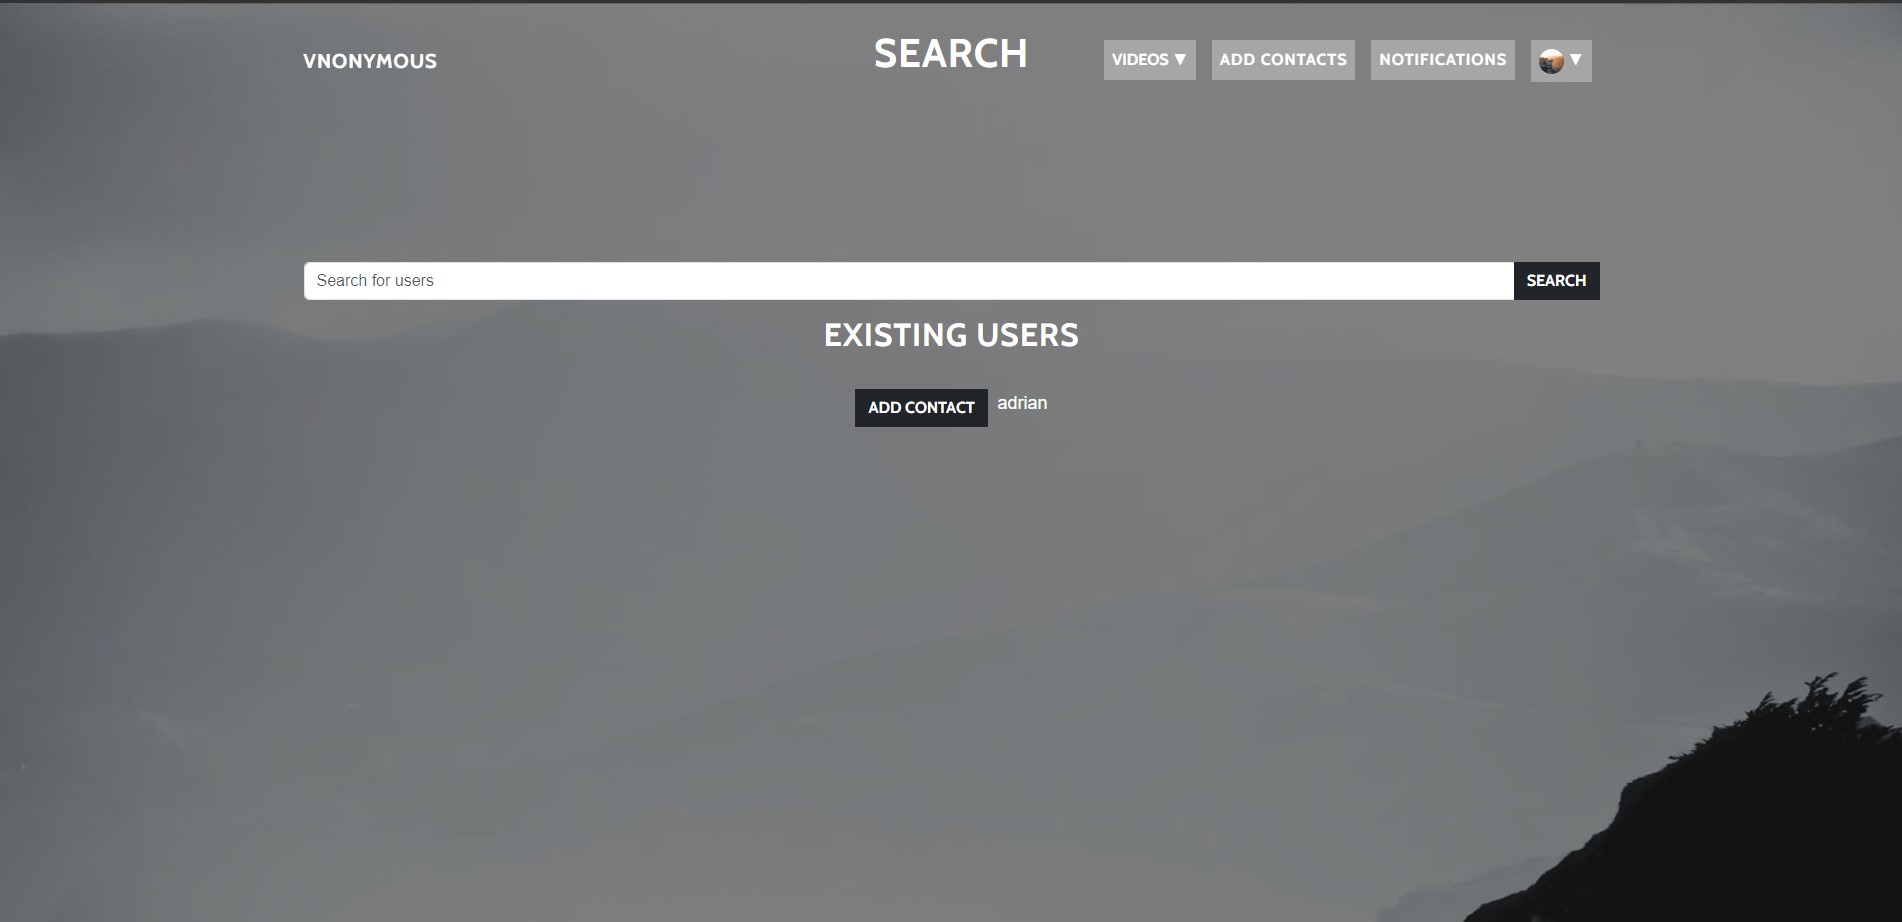 VNONYMOUS
SEARCH
VIDEOS ▼
ADD CONTACTS
NOTIFICATIONS
▼
Search for users
SEARCH
EXISTING USERS
ADD CONTACT adrian